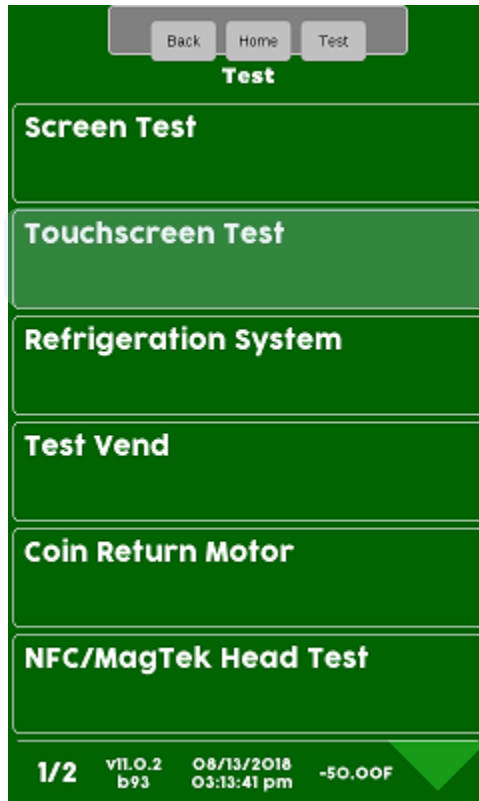 Back Home Test
Test
Screen Test
Touchscreen Test
Refrigeration System
Test Vend
Coin Return Motor
NFC/MagTek Head Test
1/2 v11.0.2 08/13/2018 -50.00F
b93 03:13:41 pm